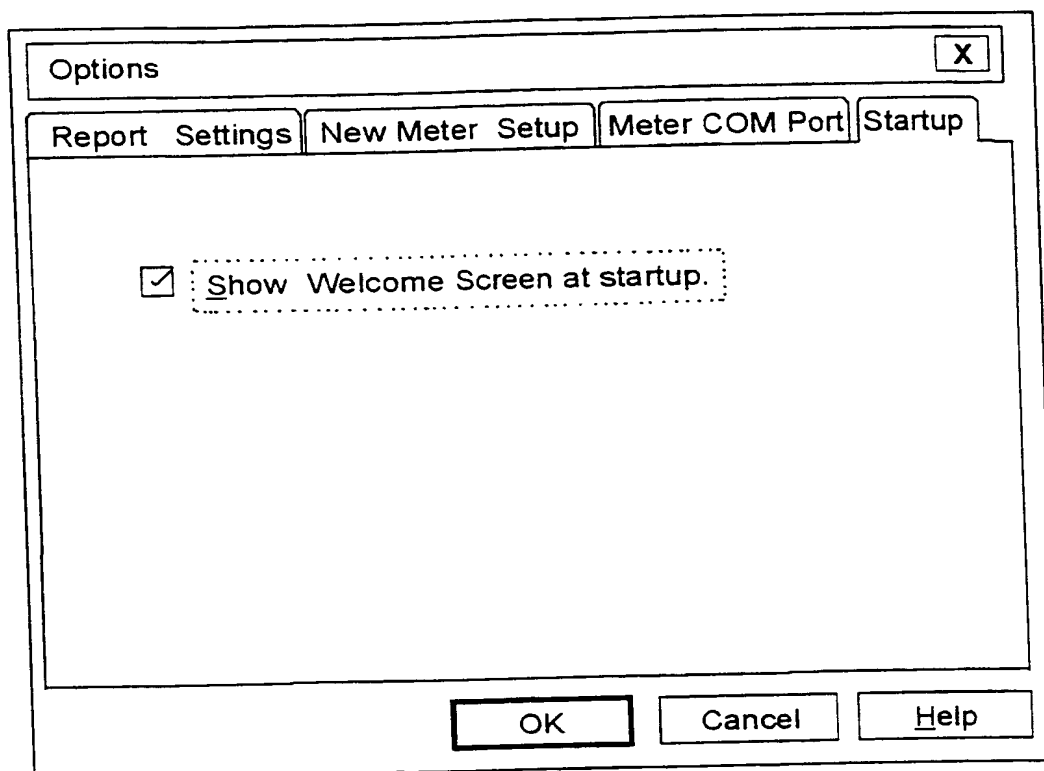 Options X
Report Settings New Meter Setup Meter COM Port Startup
Show Welcome Screen at startup.
OK Cancel Help